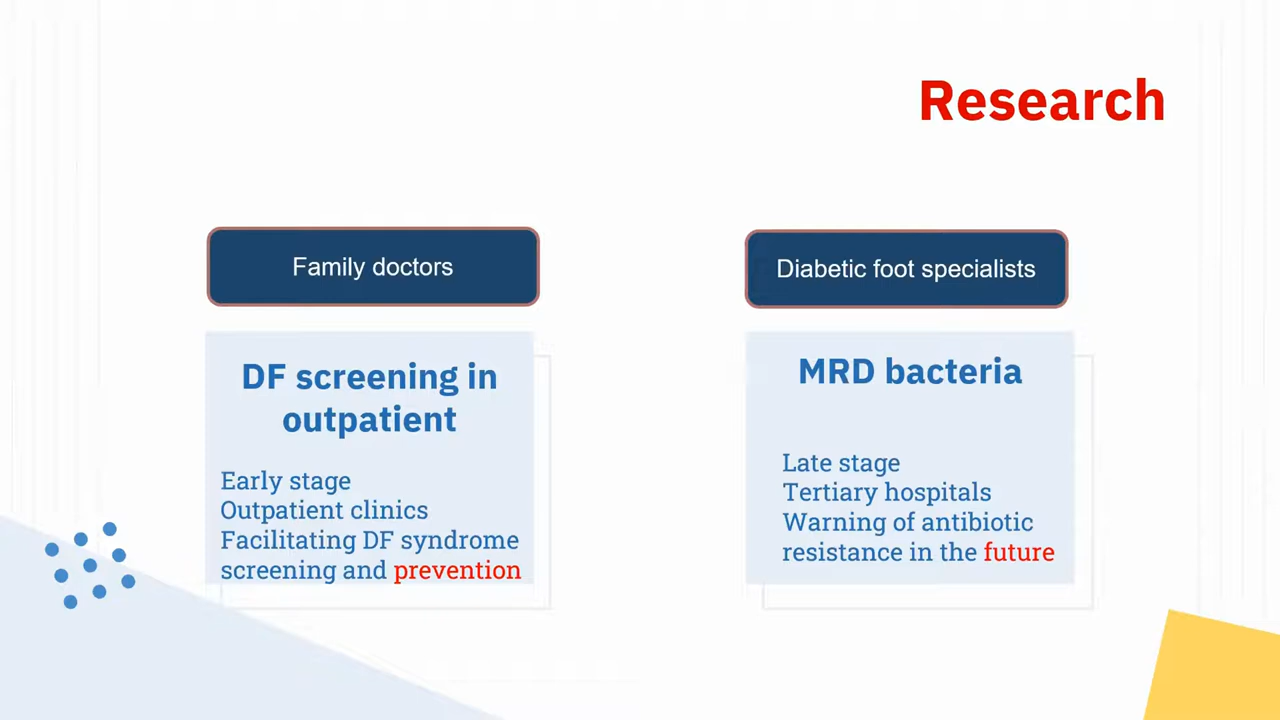 Research
Family doctors
DF screening in
outpatient
Early stage
Outpatient clinics
Facilitating DF syndrome
screening and prevention
Diabetic foot specialists
MRD bacteria
Late stage
Tertiary hospitals
Warning of antibiotic
resistance in the future